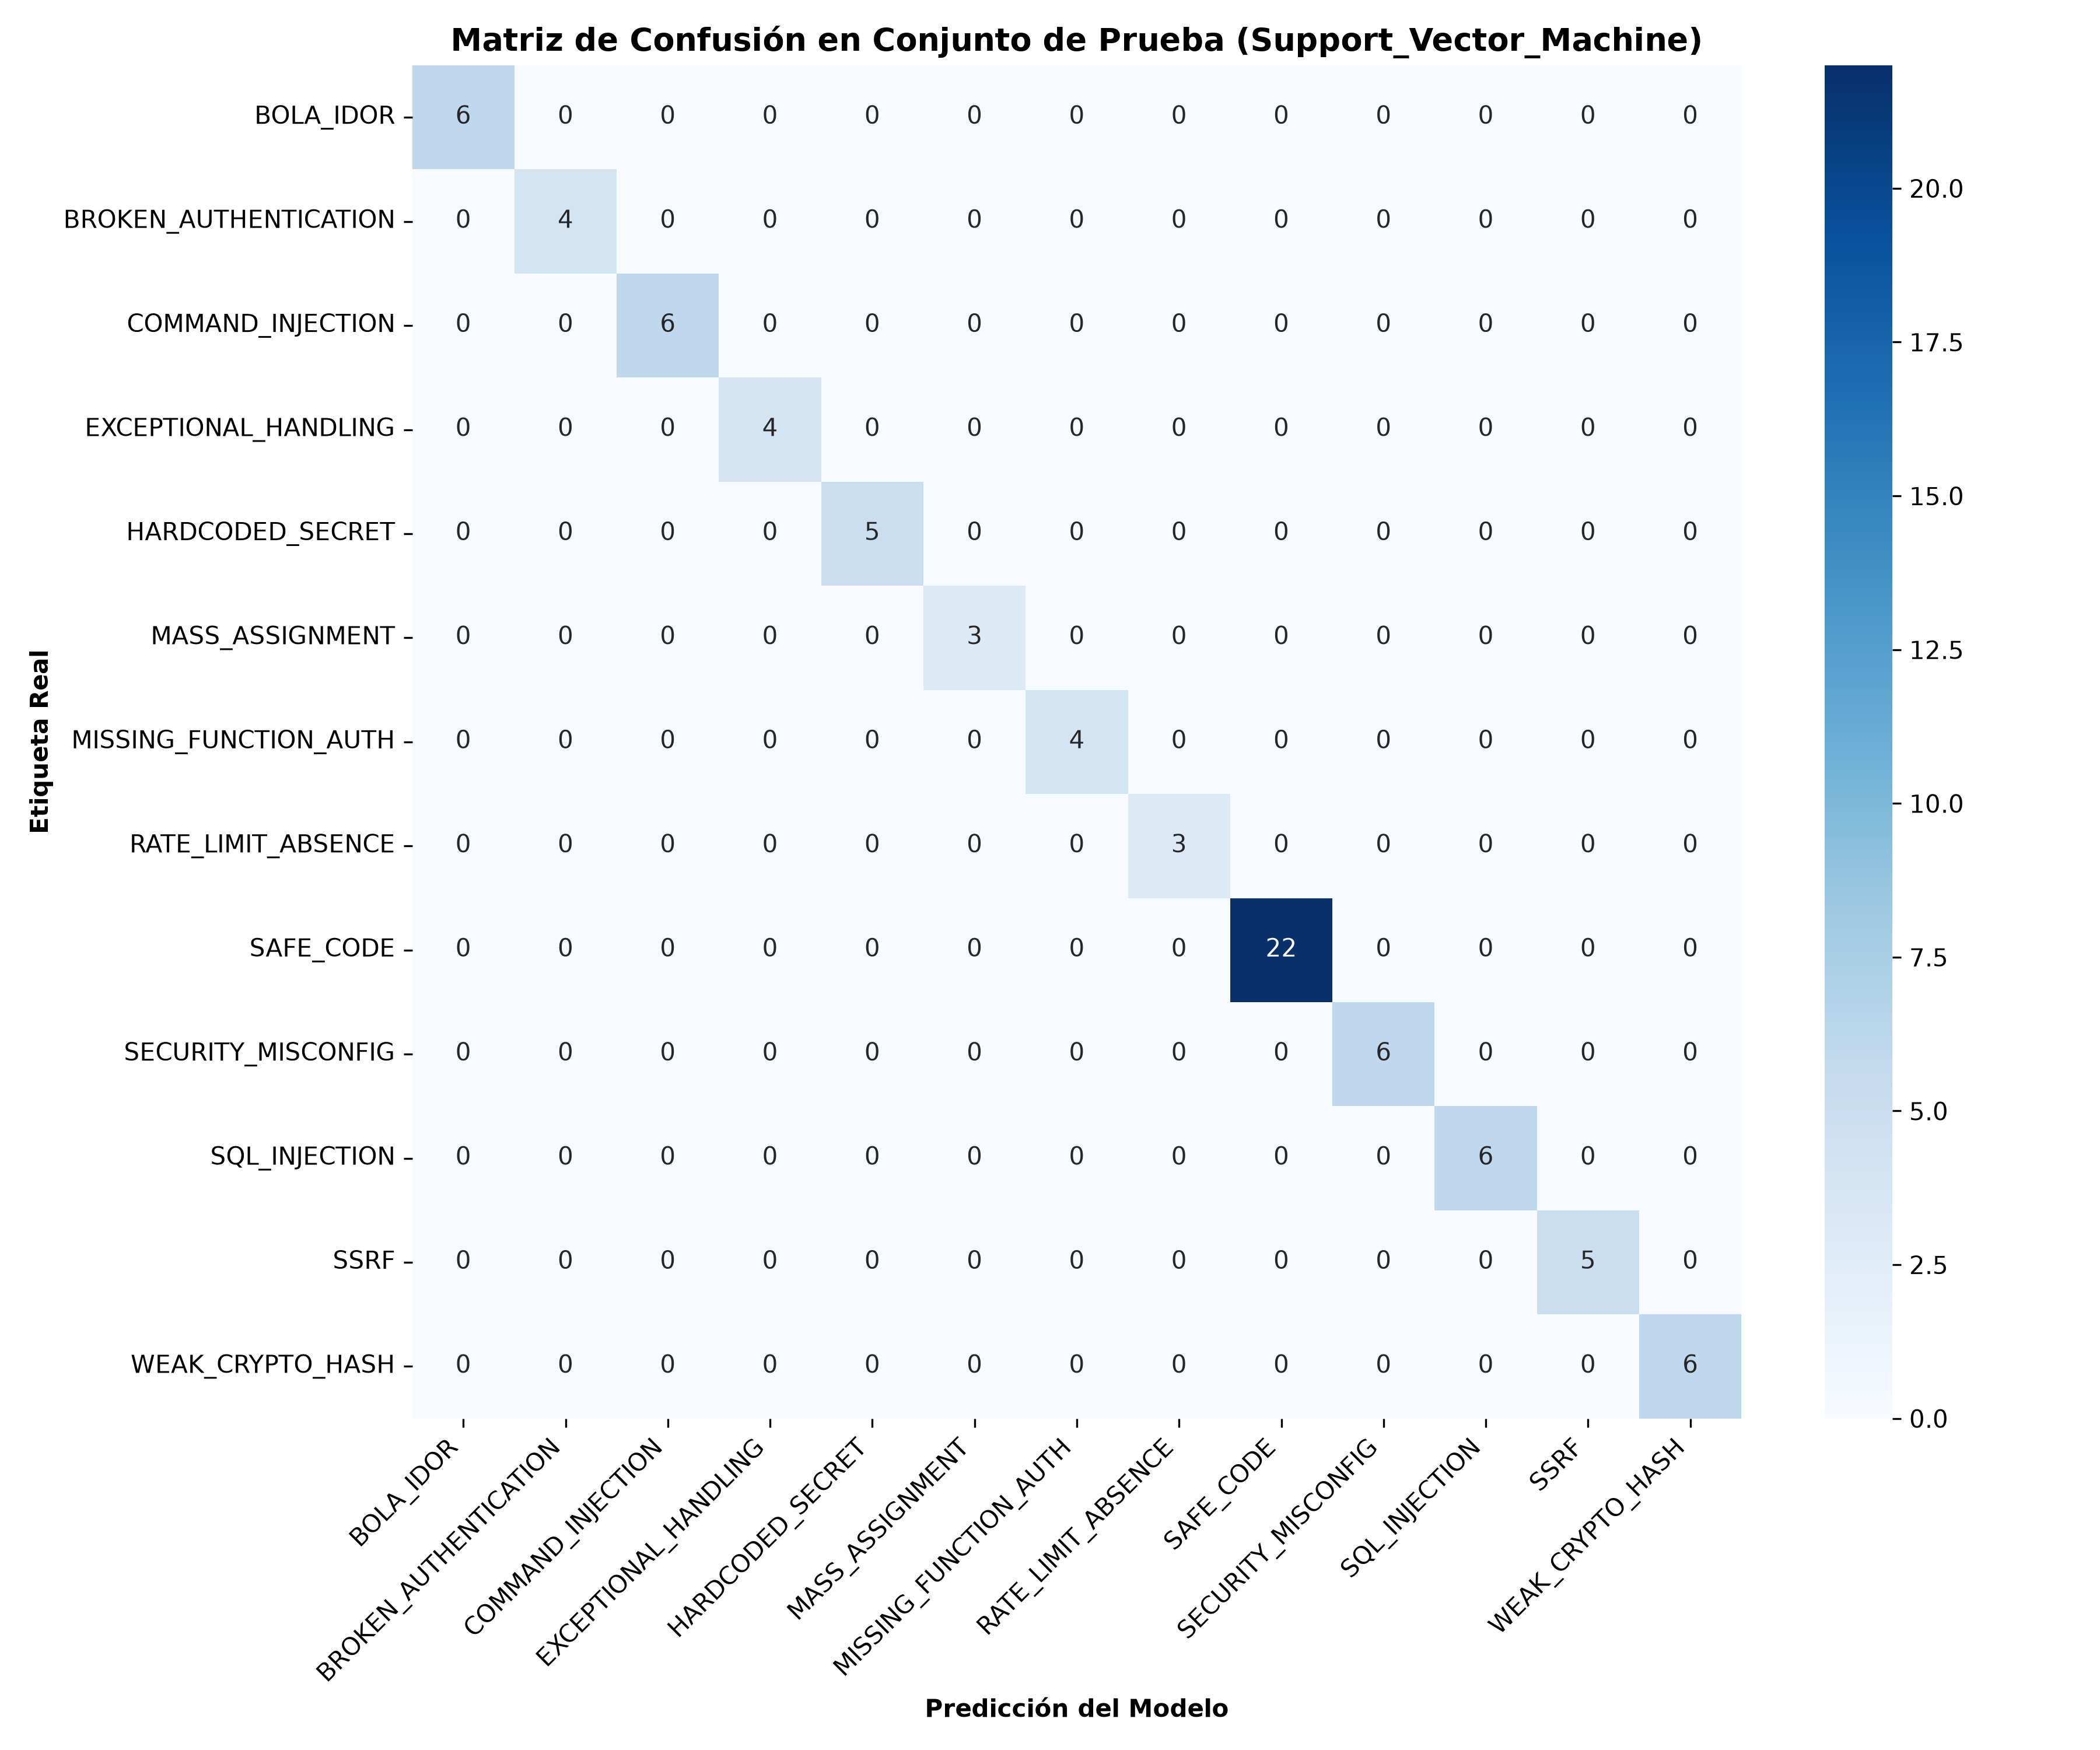 Matriz de Confusión en Conjunto de Prueba (Support_Vector_Machine)
Etiqueta Real
BOLA_IDOR 6 0 0 0 0 0 0 0 0 0 0 0 0
BROKEN_AUTHENTICATION 0 4 0 0 0 0 0 0 0 0 0 0 0
COMMAND_INJECTION 0 0 6 0 0 0 0 0 0 0 0 0 0
EXCEPTIONAL_HANDLING 0 0 0 4 0 0 0 0 0 0 0 0 0
HARDCODED_SECRET 0 0 0 0 5 0 0 0 0 0 0 0 0
MASS_ASSIGNMENT 0 0 0 0 0 3 0 0 0 0 0 0 0
MISSING_FUNCTION_AUTH 0 0 0 0 0 0 4 0 0 0 0 0 0
RATE_LIMIT_ABSENCE 0 0 0 0 0 0 0 3 0 0 0 0 0
SAFE_CODE 0 0 0 0 0 0 0 0 22 0 0 0 0
SECURITY_MISCONFIG 0 0 0 0 0 0 0 0 0 6 0 0 0
SQL_INJECTION 0 0 0 0 0 0 0 0 0 0 6 0 0
SSRF 0 0 0 0 0 0 0 0 0 0 0 5 0
WEAK_CRYPTO_HASH 0 0 0 0 0 0 0 0 0 0 0 0 6
BOLA_IDOR
BROKEN_AUTHENTICATION
COMMAND_INJECTION
EXCEPTIONAL_HANDLING
HARDCODED_SECRET
MASS_ASSIGNMENT
MISSING_FUNCTION_AUTH
RATE_LIMIT_ABSENCE
SAFE_CODE
SECURITY_MISCONFIG
SQL_INJECTION
SSRF
WEAK_CRYPTO_HASH
Predicción del Modelo
20.0
17.5
15.0
12.5
10.0
7.5
5.0
2.5
0.0